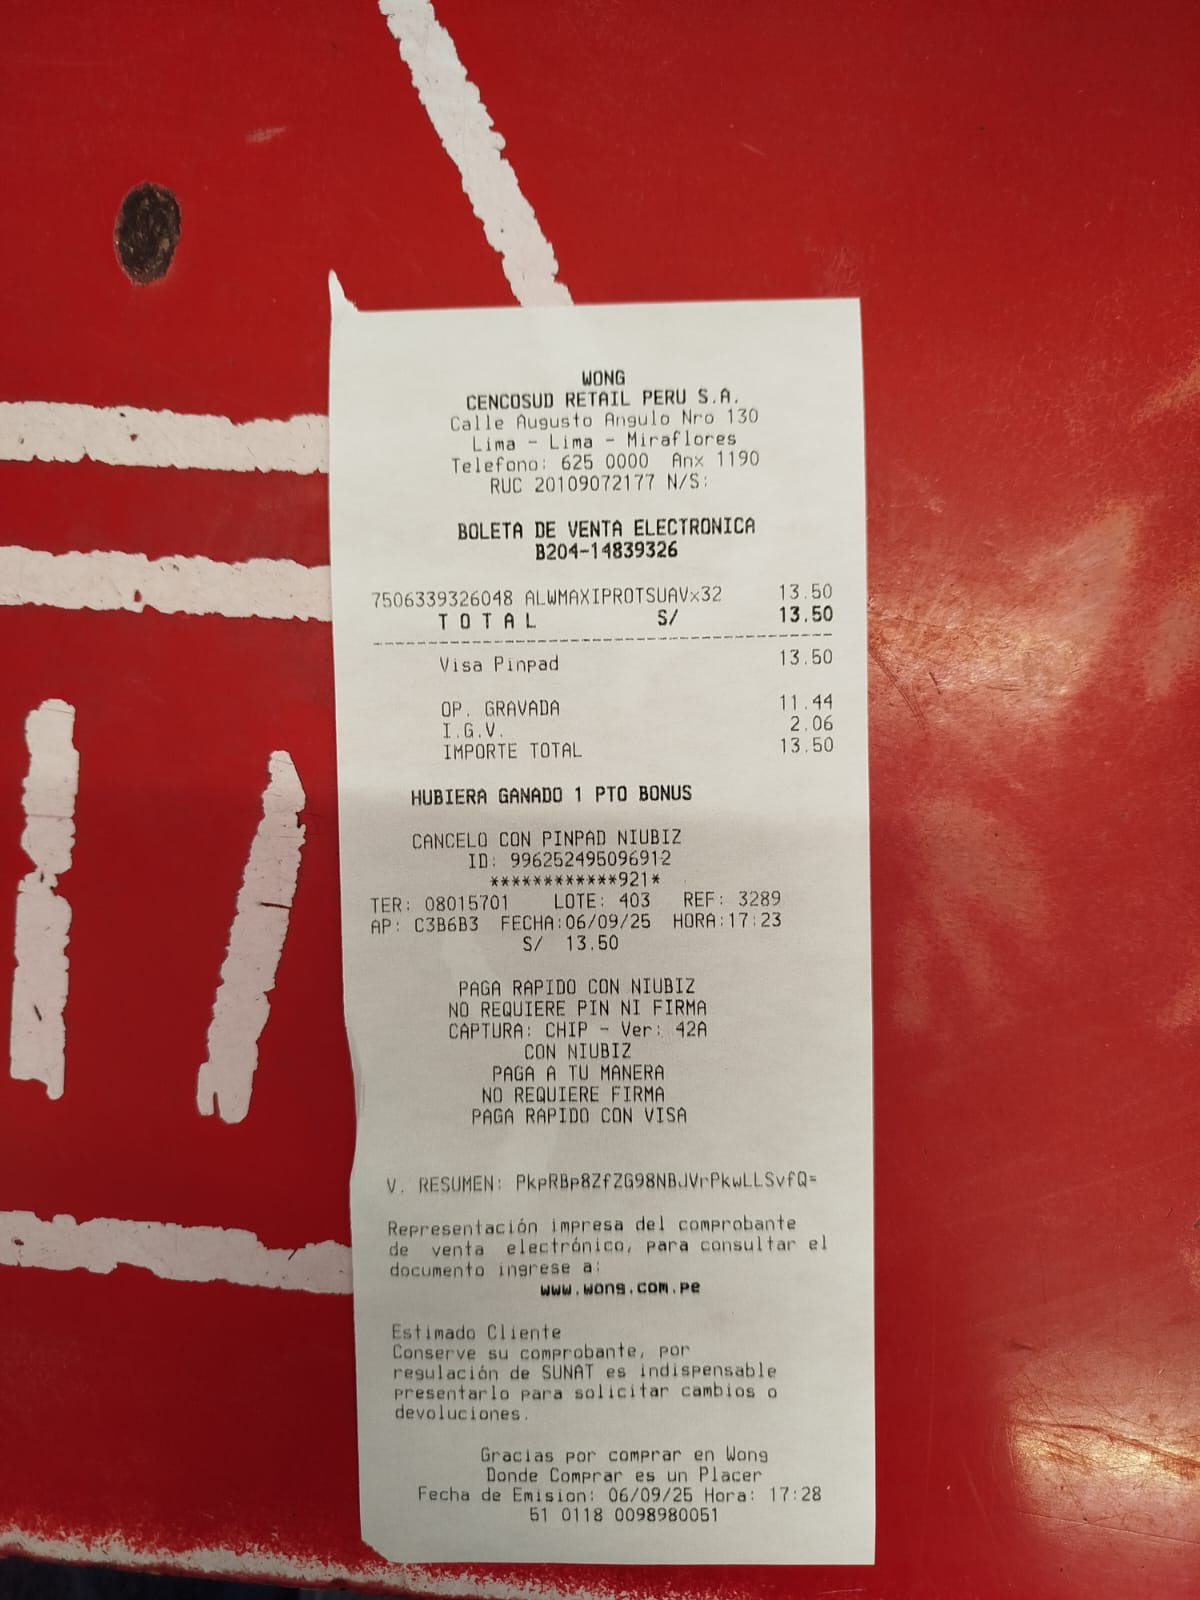 WONG
CENCOSUD RETAIL PERU S.A.
Calle Augusto Angulo Nro 130
Lima - Lima - Miraflores
Telefono: 625 0000 Anx 1190
RUC 20109072177 N/S:
BOLETA DE VENTA ELECTRONICA
B204-14839326
7506339326048 ALWMAXIPROTSUAVx32 13.50
T O T A L S/ 13.50
Visa Pinpad 13.50
OP. GRAVADA 11.44
I.G.V. 2.06
IMPORTE TOTAL 13.50
HUBIERA GANADO 1 PTO BONUS
CANCELO CON PINPAD NIUBIZ
ID: 996252495096912
************921*
TER: 08015701 LOTE: 403 REF: 3289
AP: C3B6B3 FECHA:06/09/25 HORA:17:23
S/ 13.50
PAGA RAPIDO CON NIUBIZ
NO REQUIERE PIN NI FIRMA
CAPTURA: CHIP - Ver: 42A
CON NIUBIZ
PAGA A TU MANERA
NO REQUIERE FIRMA
PAGA RAPIDO CON VISA
V. RESUMEN: PkpRBp8ZfZG98NBJVrPkwLLSvfQ=
Representación impresa del comprobante
de venta electrónico, para consultar el
documento ingrese a:
www.wong.com.pe
Estimado Cliente
Conserve su comprobante, por
regulación de SUNAT es indispensable
presentarlo para solicitar cambios o
devoluciones.
Gracias por comprar en Wong
Donde Comprar es un Placer
Fecha de Emision: 06/09/25 Hora: 17:28
51 0118 0098980051